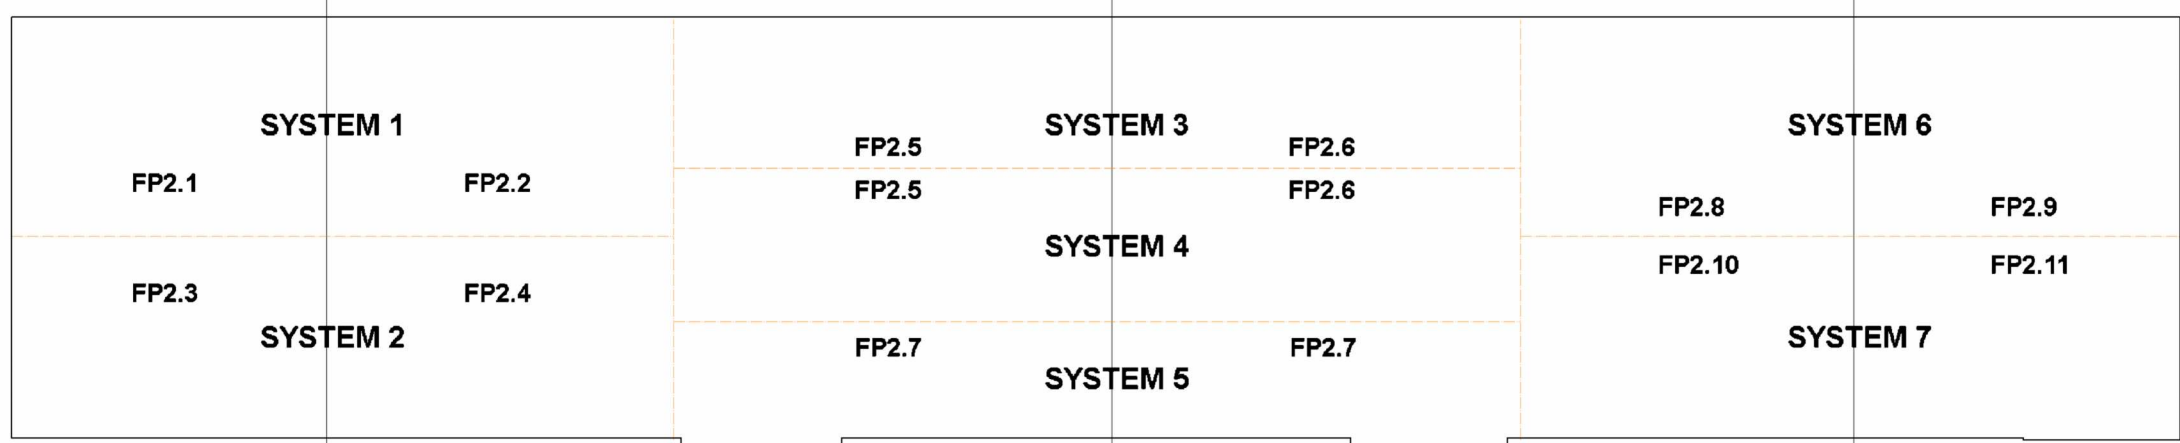 SYSTEM 1
FP2.1
FP2.2
FP2.3
FP2.4
SYSTEM 2
SYSTEM 3
FP2.5
FP2.6
FP2.5
FP2.6
SYSTEM 4
FP2.7
FP2.7
SYSTEM 5
SYSTEM 6
FP2.8
FP2.9
FP2.10
FP2.11
SYSTEM 7